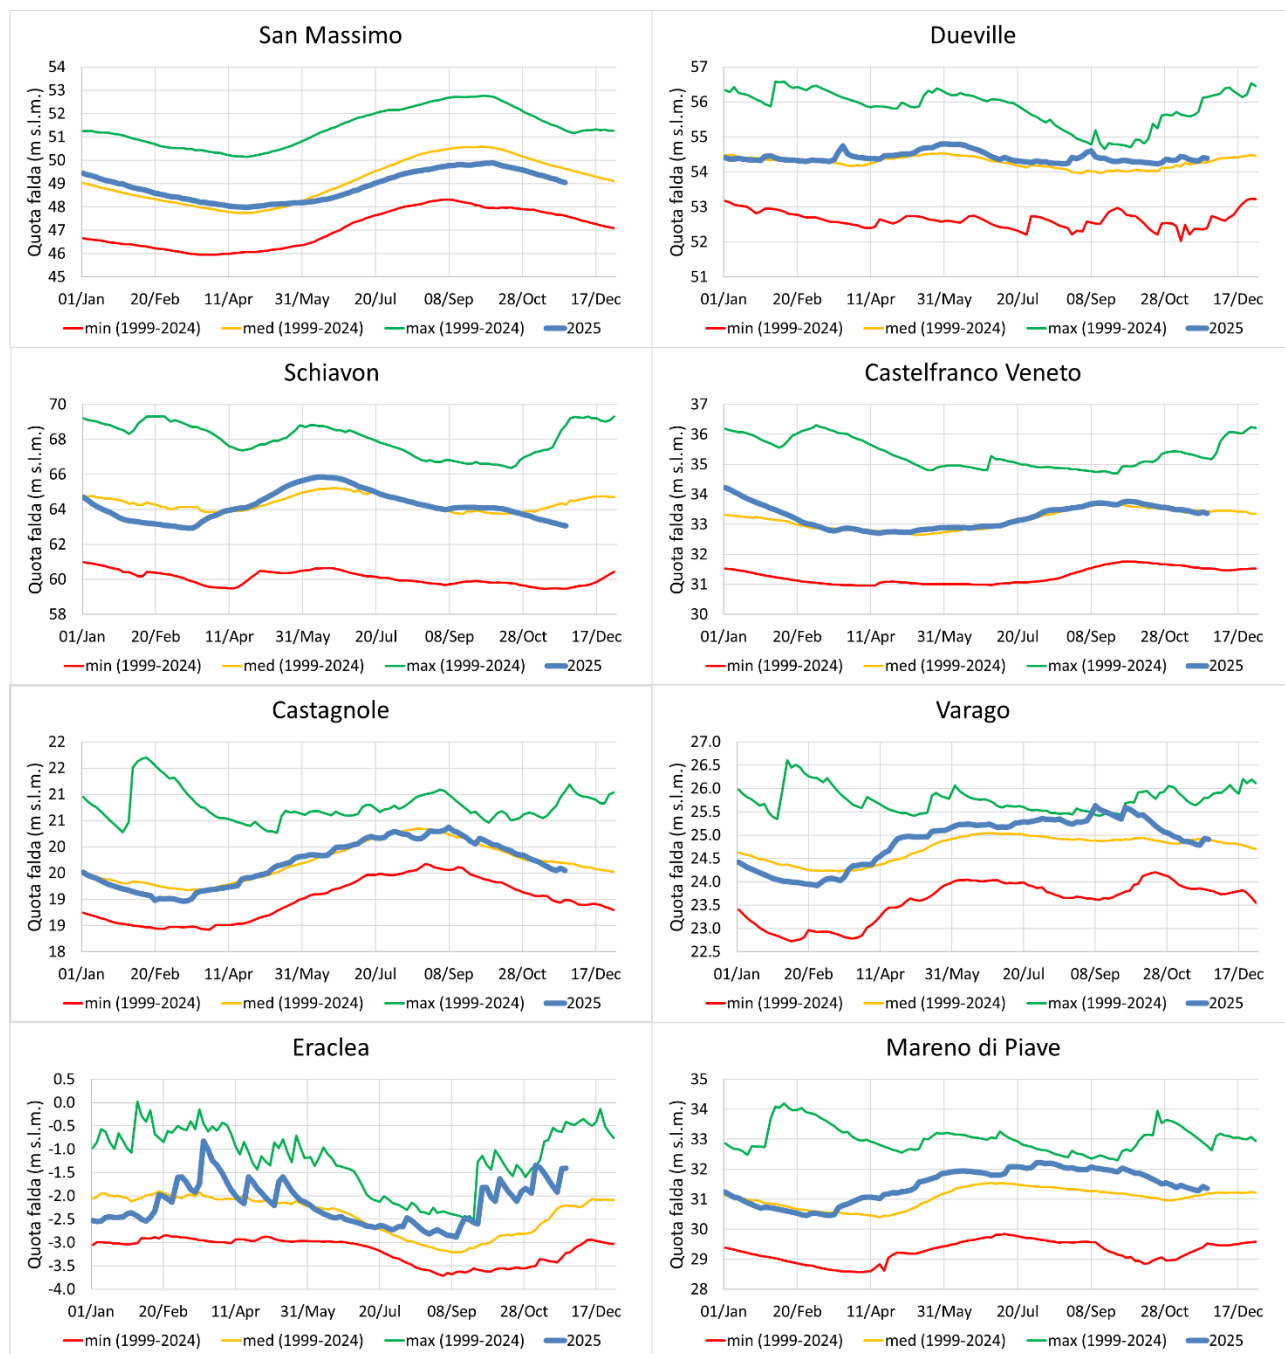 San Massimo
Quota falda (m s.l.m.)
54
53
52
51
50
49
48
47
46
45
01/Jan 20/Feb 11/Apr 31/May 20/Jul 08/Sep 28/Oct 17/Dec
min (1999-2024) med (1999-2024) max (1999-2024) 2025
Dueville
Quota falda (m s.l.m.)
57
56
55
54
53
52
51
01/Jan 20/Feb 11/Apr 31/May 20/Jul 08/Sep 28/Oct 17/Dec
min (1999-2024) med (1999-2024) max (1999-2024) 2025
Schiavon
Quota falda (m s.l.m.)
70
68
66
64
62
60
58
01/Jan 20/Feb 11/Apr 31/May 20/Jul 08/Sep 28/Oct 17/Dec
min (1999-2024) med (1999-2024) max (1999-2024) 2025
Castelfranco Veneto
Quota falda (m s.l.m.)
37
36
35
34
33
32
31
30
01/Jan 20/Feb 11/Apr 31/May 20/Jul 08/Sep 28/Oct 17/Dec
min (1999-2024) med (1999-2024) max (1999-2024) 2025
Castagnole
Quota falda (m s.l.m.)
22
22
21
21
20
20
19
19
18
01/Jan 20/Feb 11/Apr 31/May 20/Jul 08/Sep 28/Oct 17/Dec
min (1999-2024) med (1999-2024) max (1999-2024) 2025
Varago
Quota falda (m s.l.m.)
27.0
26.5
26.0
25.5
25.0
24.5
24.0
23.5
23.0
22.5
01/Jan 20/Feb 11/Apr 31/May 20/Jul 08/Sep 28/Oct 17/Dec
min (1999-2024) med (1999-2024) max (1999-2024) 2025
Eraclea
Quota falda (m s.l.m.)
0.5
0.0
-0.5
-1.0
-1.5
-2.0
-2.5
-3.0
-3.5
-4.0
01/Jan 20/Feb 11/Apr 31/May 20/Jul 08/Sep 28/Oct 17/Dec
min (1999-2024) med (1999-2024) max (1999-2024) 2025
Mareno di Piave
Quota falda (m s.l.m.)
35
34
33
32
31
30
29
28
01/Jan 20/Feb 11/Apr 31/May 20/Jul 08/Sep 28/Oct 17/Dec
min (1999-2024) med (1999-2024) max (1999-2024) 2025